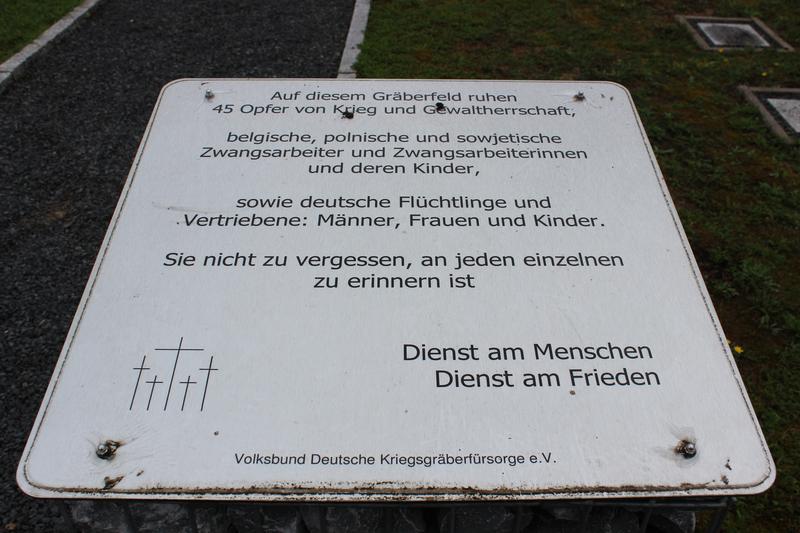 Auf diesem Gräberfeld ruhen
45 Opfer von Krieg und Gewaltherrschaft,
belgische, polnische und sowjetische
Zwangsarbeiter und Zwangsarbeiterinnen
und deren Kinder,
sowie deutsche Flüchtlinge und
Vertriebene: Männer, Frauen und Kinder.
Sie nicht zu vergessen, an jeden einzelnen
zu erinnern ist
Dienst am Menschen
Dienst am Frieden
Volksbund Deutsche Kriegsgräberfürsorge e.V.